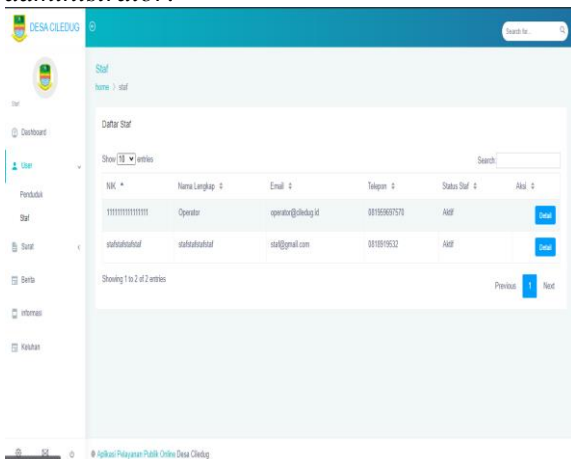 administrator.
DESA CILEDUG
Search for..
Staf
home > staf
Staf
Dashboard
User
Penduduk
Staf
Surat
Berita
informasi
Keluhan
Daftar Staf
Show 10 entries
Search:
NIK Nama Lengkap Email Telepon Status Staf Aksi
1111111111111111 Operator operator@ciledug.id 081959697578 Aktif Detail
stafstafstafstaf stafstafstafstaf staf@gmail.com 0818919532 Aktif Detail
Showing 1 to 2 of 2 entries
Previous 1 Next
© Aplikasi Pelayanan Publik Online Desa Ciledug